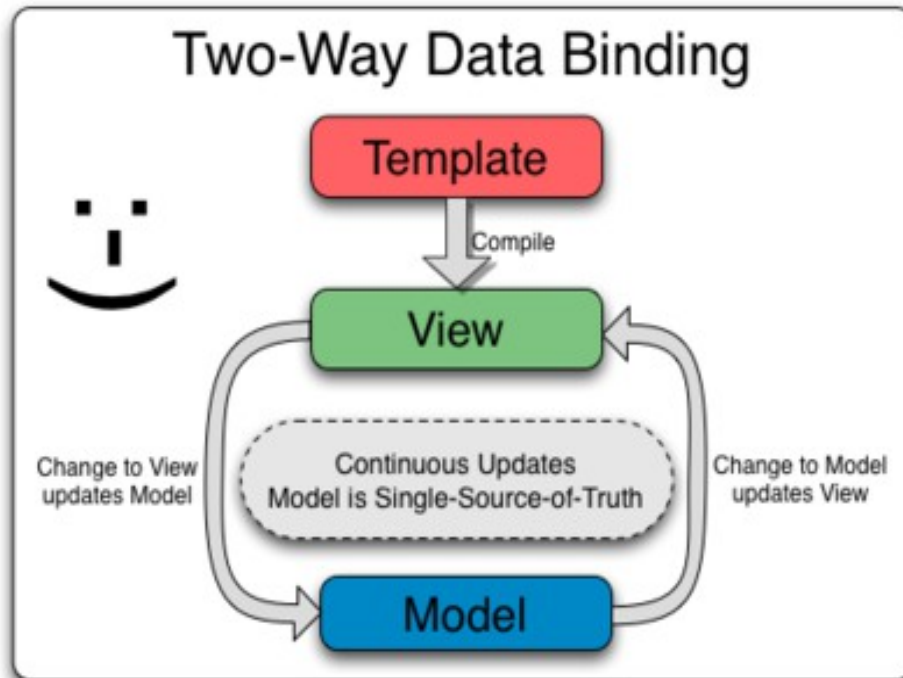 Two-Way Data Binding
Template
Compile
View
Change to View
updates Model
Continuous Updates
Model is Single-Source-of-Truth
Change to Model
updates View
Model